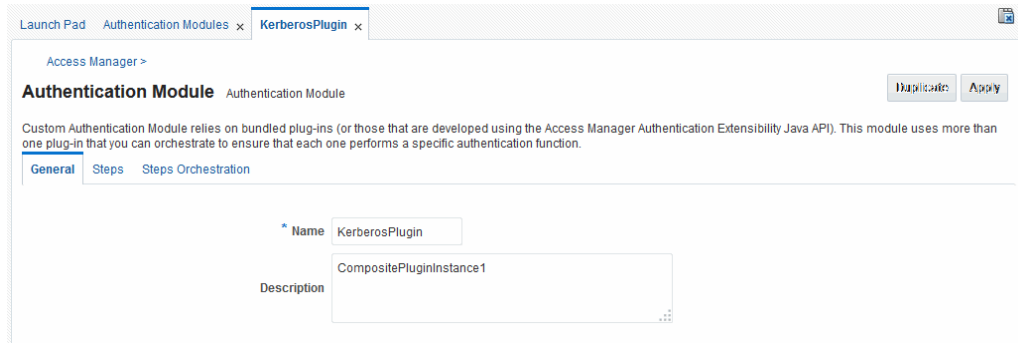 Launch Pad Authentication Modules x KerberosPlugin x
Access Manager >
Authentication Module Authentication Module
Duplicate Apply
Custom Authentication Module relies on bundled plug-ins (or those that are developed using the Access Manager Authentication Extensibility Java API). This module uses more than
one plug-in that you can orchestrate to ensure that each one performs a specific authentication function.
General Steps Steps Orchestration
* Name KerberosPlugin
CompositePluginInstance1
Description